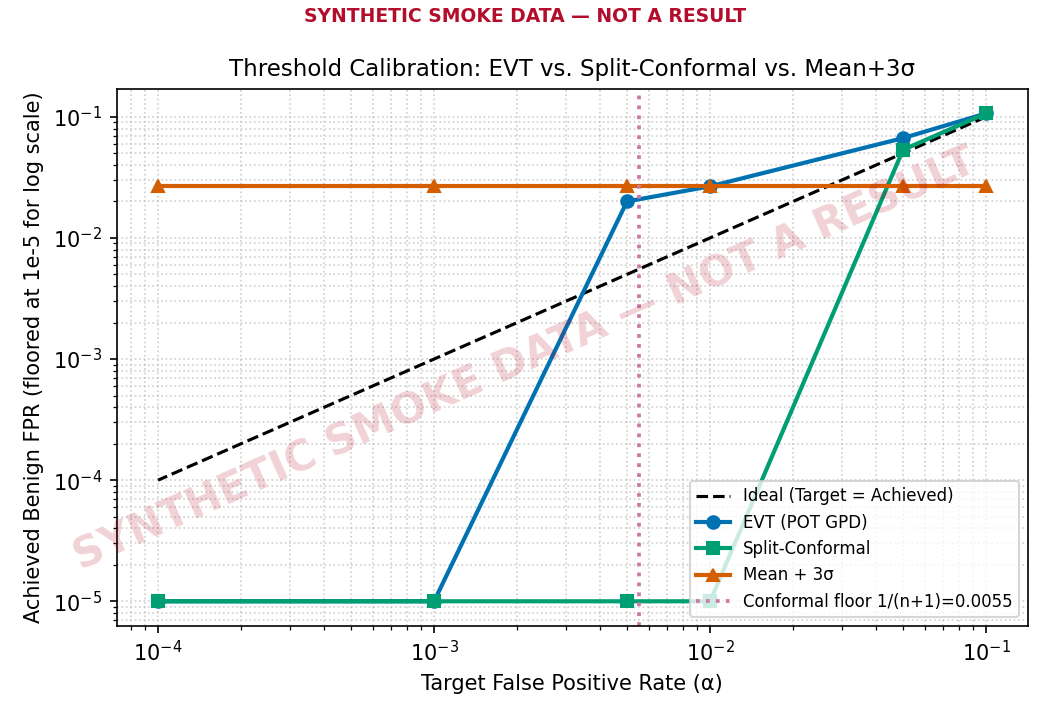 SYNTHETIC SMOKE DATA — NOT A RESULT
Threshold Calibration: EVT vs. Split-Conformal vs. Mean+3σ
Achieved Benign FPR (floored at 1e-5 for log scale)
10⁻¹
10⁻²
10⁻³
10⁻⁴
10⁻⁵
SYNTHETIC SMOKE DATA — NOT A RESULT
Ideal (Target = Achieved)
EVT (POT GPD)
Split-Conformal
Mean + 3σ
Conformal floor 1/(n+1)=0.0055
10⁻⁴ 10⁻³ 10⁻² 10⁻¹
Target False Positive Rate (α)